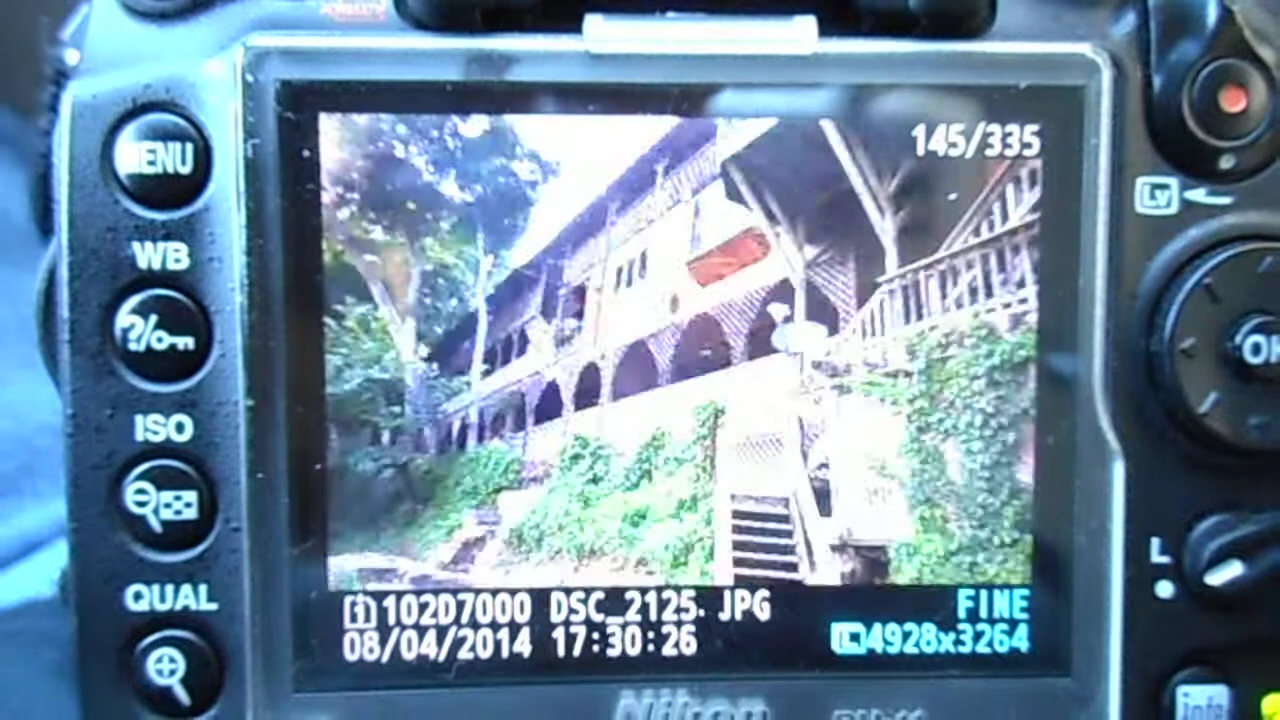 145/335
MENU
Lv
WB
?/
OK
ISO
QUAL
L
102D7000 DSC_2125.JPG FINE
08/04/2014 17:30:26 L 4928x3264
Nikon
info